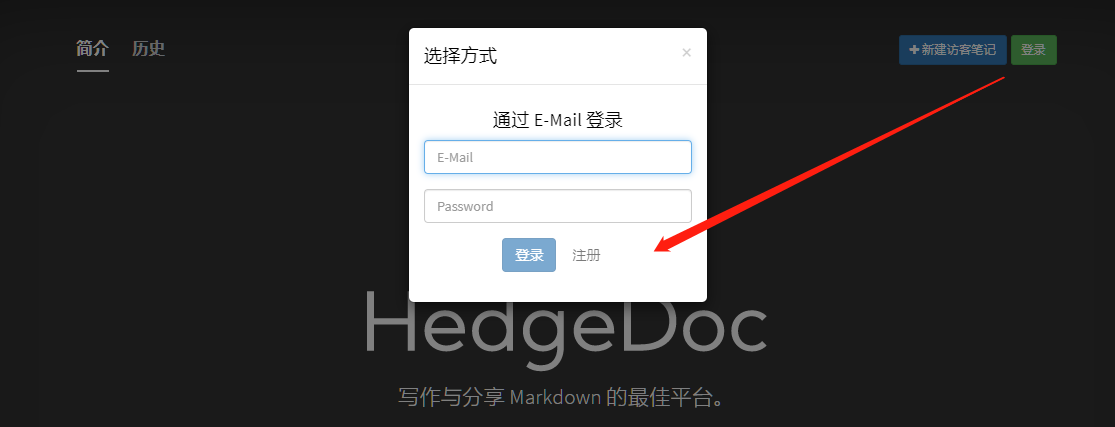 简介 历史
新建访客笔记 登录
选择方式 ×
通过 E-Mail 登录
E-Mail
Password
登录 注册
HedgeDoc
写作与分享 Markdown 的最佳平台。